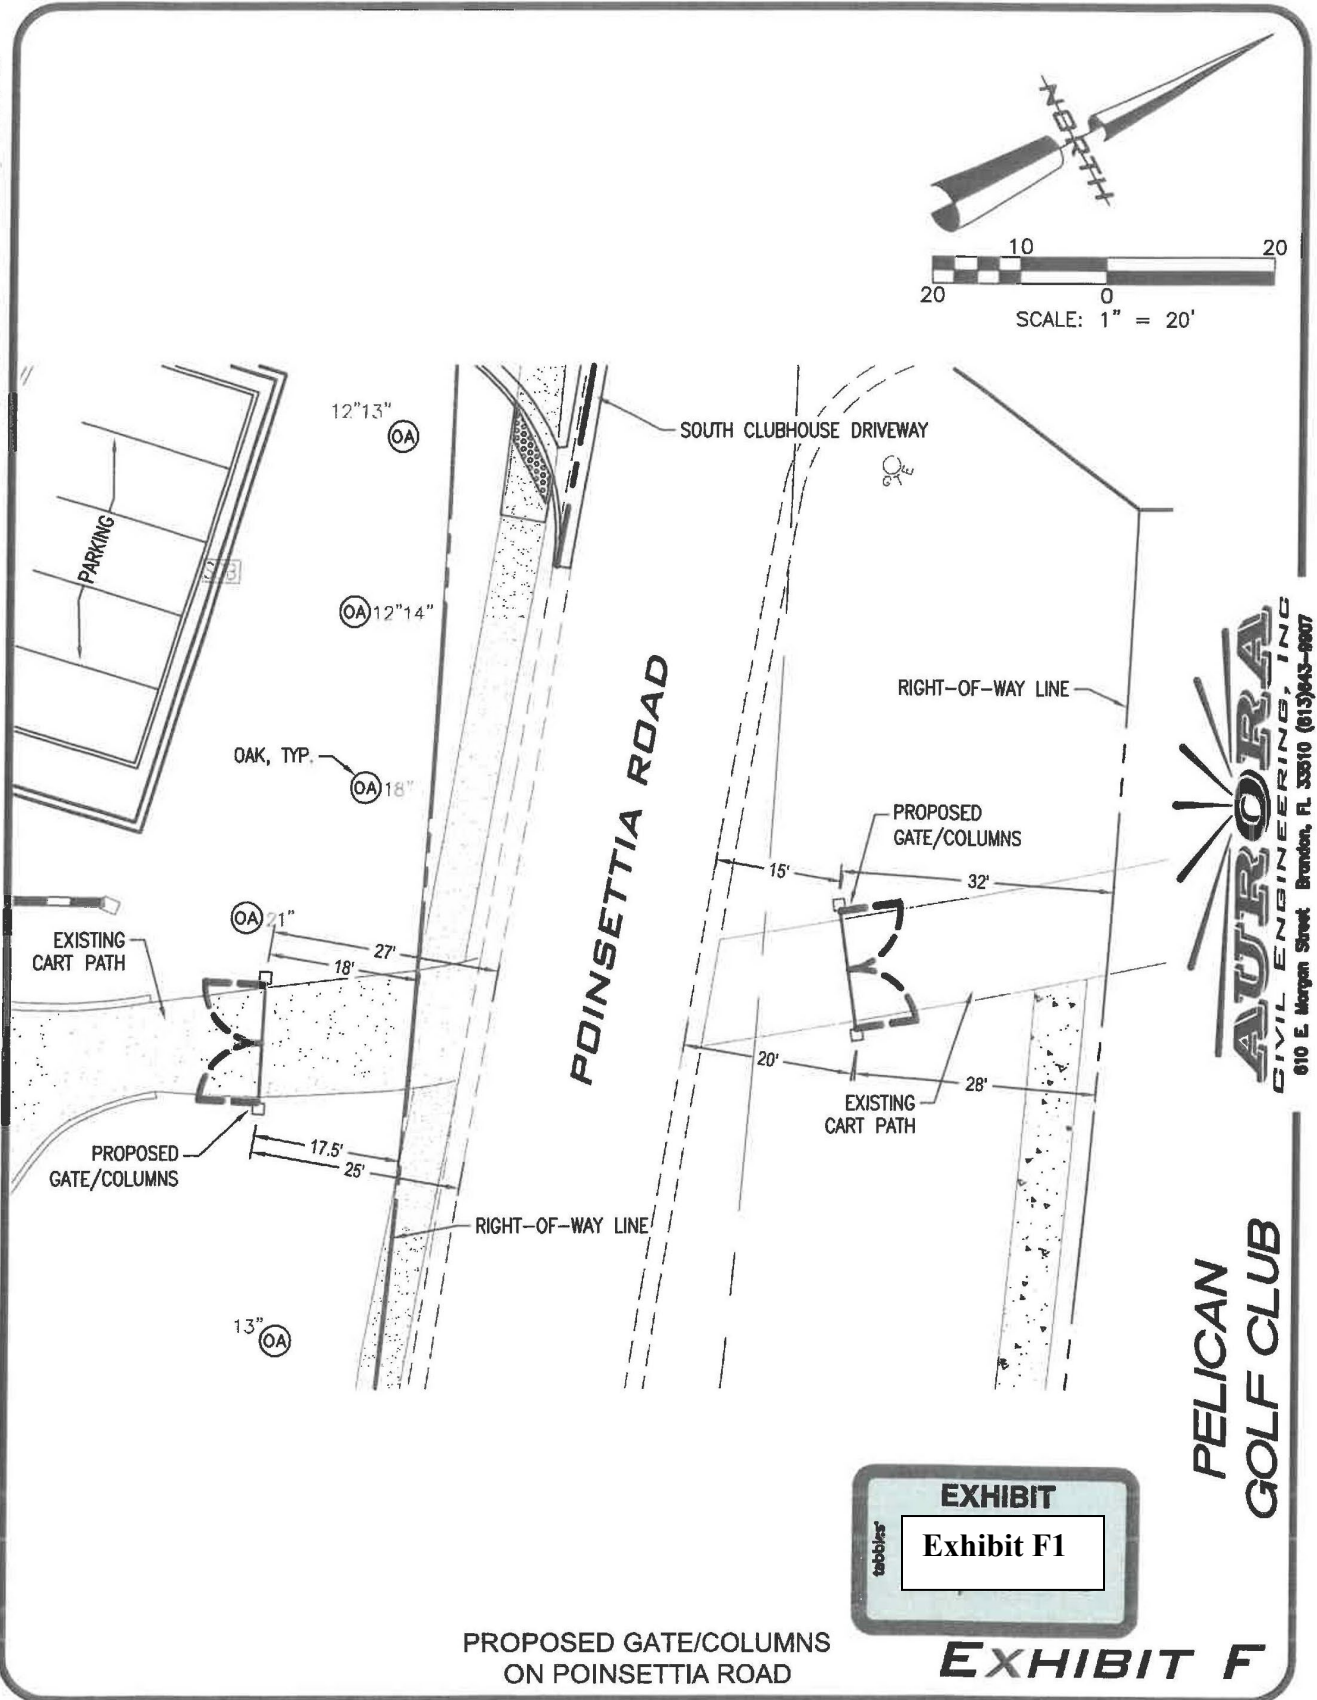 NORTH
10 20
20 0
SCALE: 1" = 20'
12"13"
OA
SOUTH CLUBHOUSE DRIVEWAY
GTE
PARKING
OA 12"14"
RIGHT-OF-WAY LINE
OAK, TYP.
OA 18"
POINSETTIA ROAD
PROPOSED
GATE/COLUMNS
15'
32'
OA 21"
EXISTING
CART PATH
27'
18'
20'
28'
EXISTING
CART PATH
PROPOSED
GATE/COLUMNS
17.5'
25'
RIGHT-OF-WAY LINE
13"
OA
AURORA
CIVIL ENGINEERING, INC
610 E. Morgan Street Brandon, FL 33510 (813)643-9907
PELICAN
GOLF CLUB
EXHIBIT
tabbies'
Exhibit F1
PROPOSED GATE/COLUMNS
ON POINSETTIA ROAD
EXHIBIT F